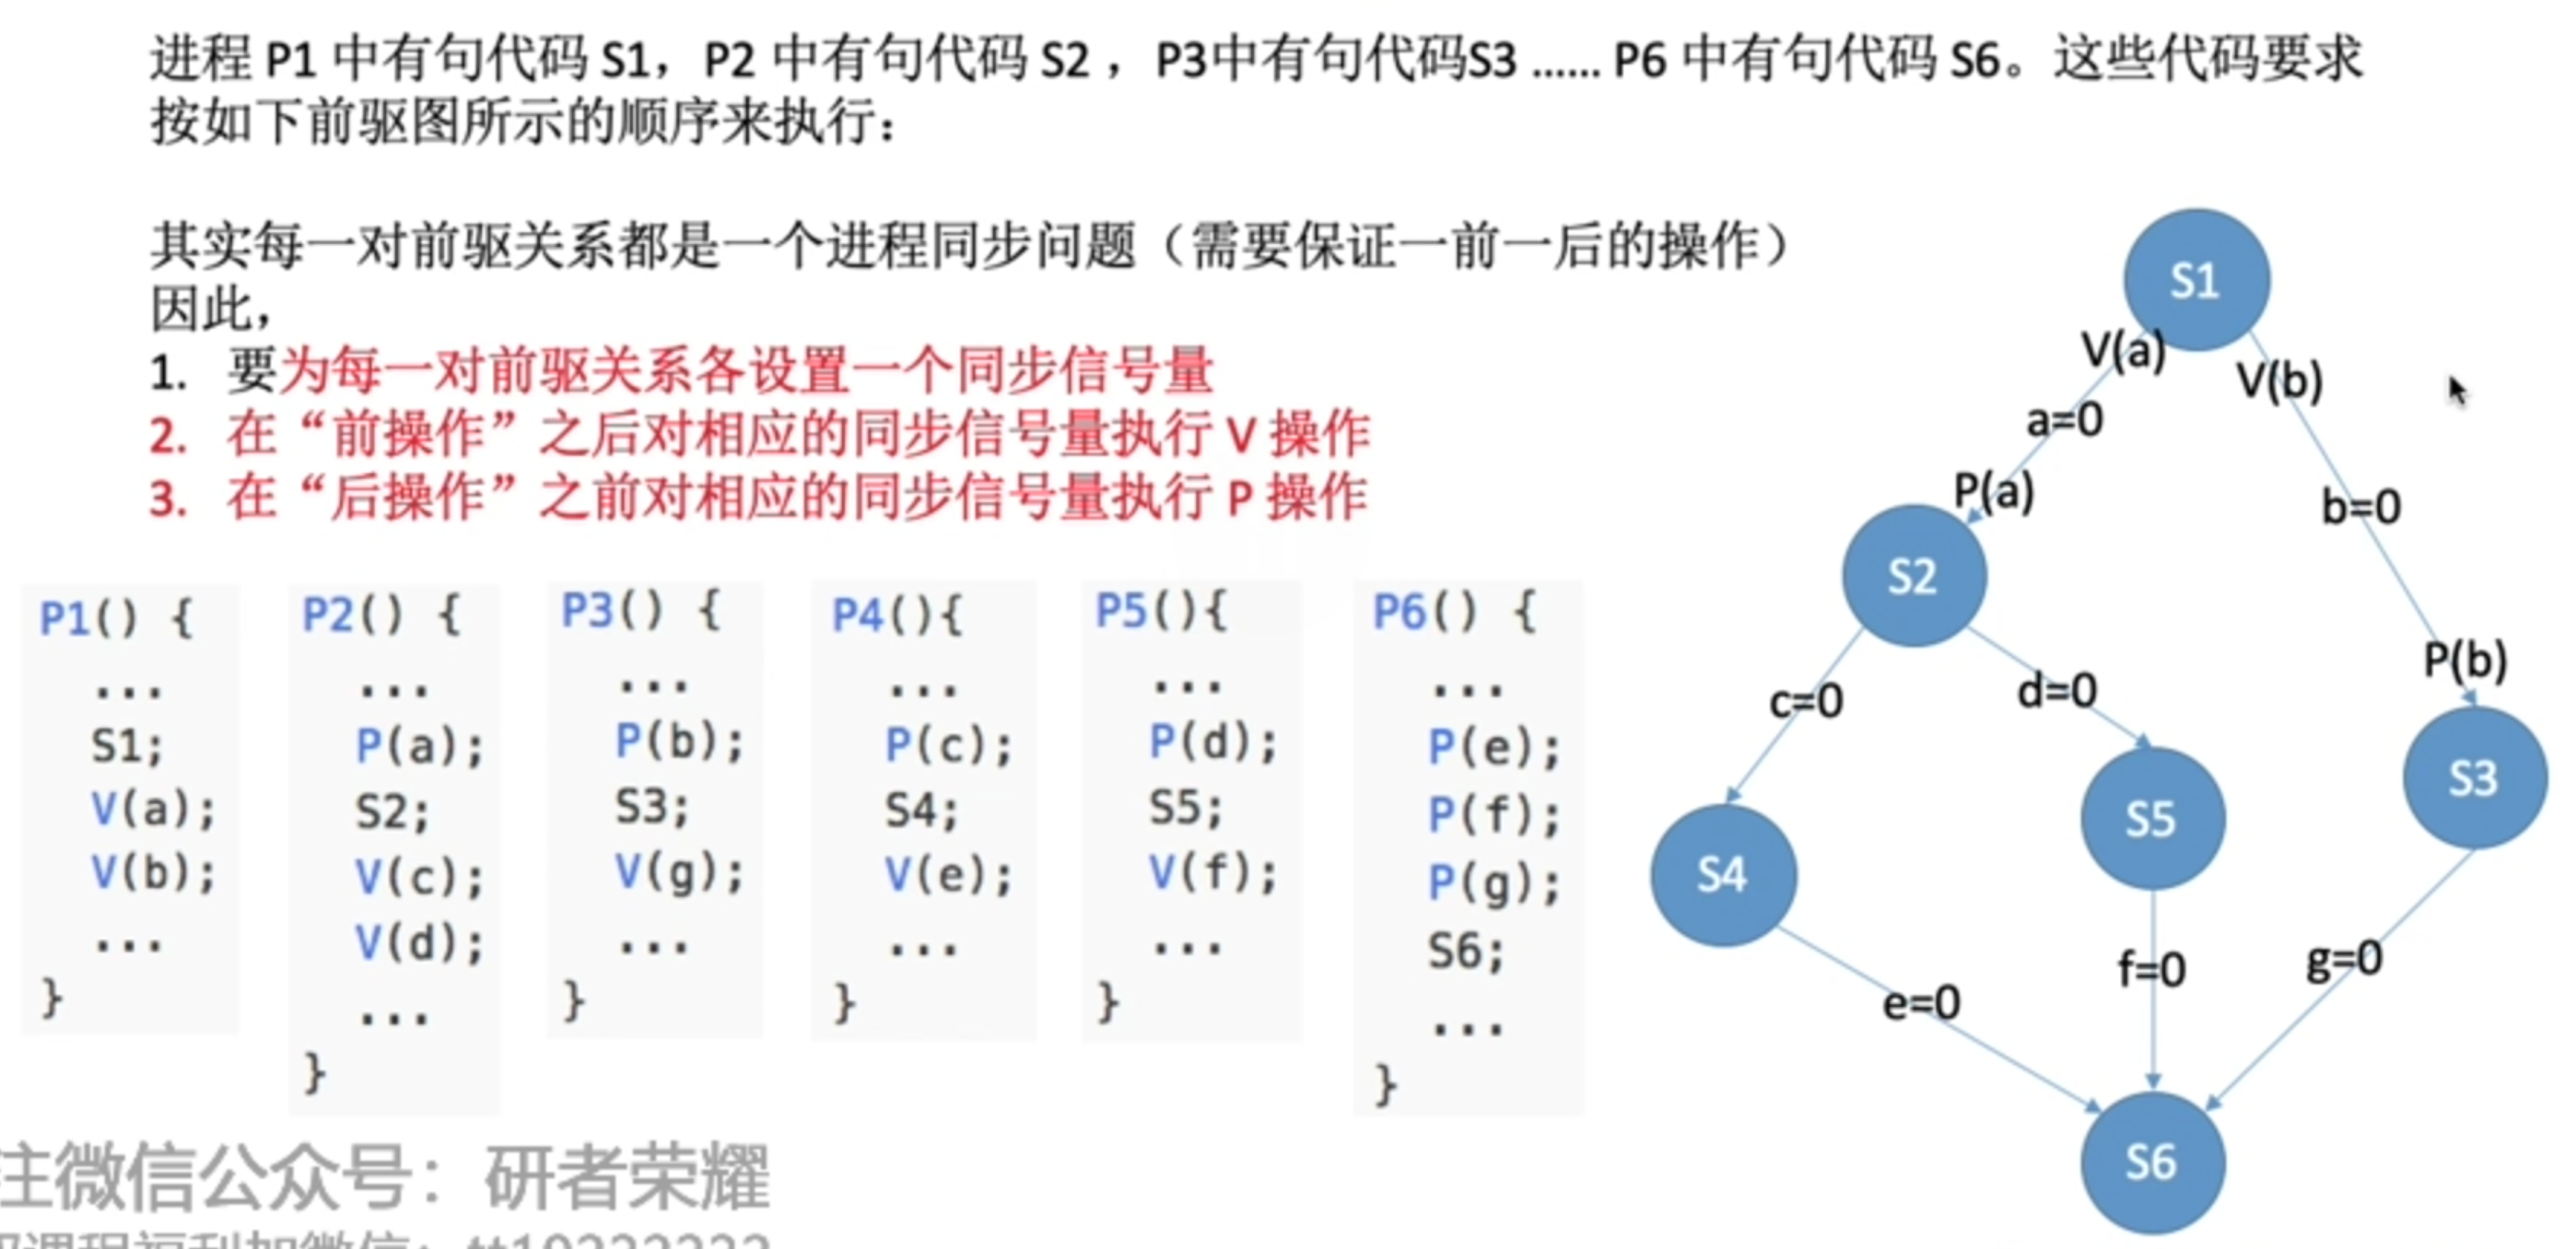 进程 P1 中有句代码 S1，P2 中有句代码 S2 ，P3中有句代码S3 …… P6 中有句代码 S6。这些代码要求
按如下前驱图所示的顺序来执行：
其实每一对前驱关系都是一个进程同步问题（需要保证一前一后的操作）
因此，
1. 要为每一对前驱关系各设置一个同步信号量
2. 在“前操作”之后对相应的同步信号量执行 V 操作
3. 在“后操作”之前对相应的同步信号量执行 P 操作
P1() {
...
S1;
V(a);
V(b);
...
}
P2() {
...
P(a);
S2;
V(c);
V(d);
...
}
P3() {
...
P(b);
S3;
V(g);
...
}
P4(){
...
P(c);
S4;
V(e);
...
}
P5(){
...
P(d);
S5;
V(f);
...
}
P6() {
...
P(e);
P(f);
P(g);
S6;
...
}
S1
V(a)
V(b)
a=0
P(a)
b=0
S2
P(b)
c=0
d=0
S3
S5
S4
f=0
g=0
e=0
S6
注微信公众号：研者荣耀